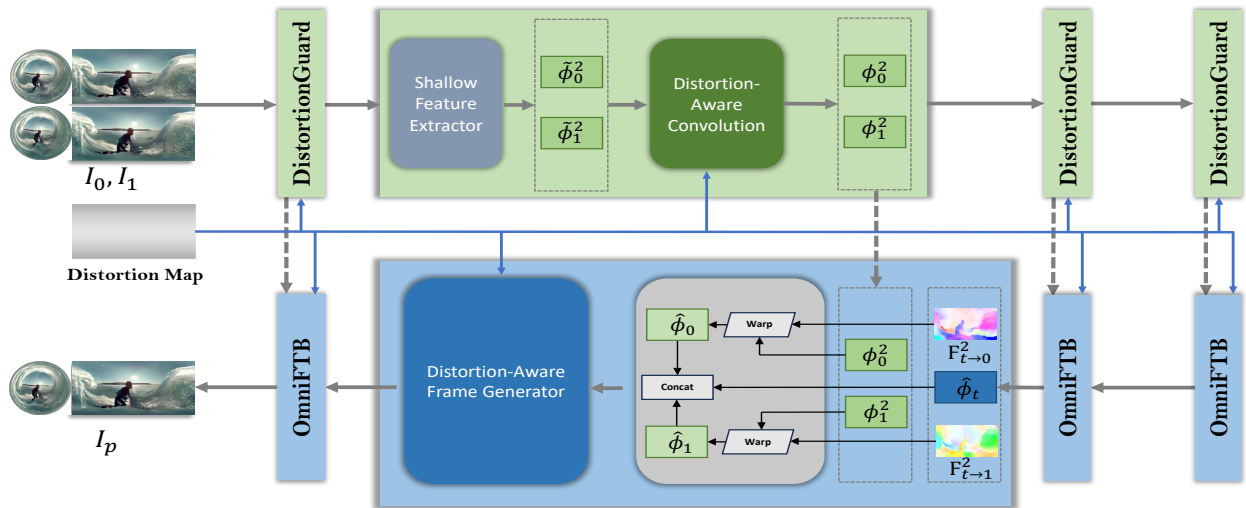 DistortionGuard
Shallow
Feature
Extractor
ϕ̃₀²
ϕ̃₁²
Distortion-
Aware
Convolution
ϕ₀²
ϕ₁²
DistortionGuard
DistortionGuard
I₀, I₁
Distortion Map
OmniFTB
Distortion-Aware
Frame Generator
ϕ̂₀
Warp
F²ₜ→₀
ϕ₀²
Concat
ϕ̂ₜ
ϕ₁²
ϕ̂₁
Warp
F²ₜ→₁
OmniFTB
OmniFTB
Iₚ